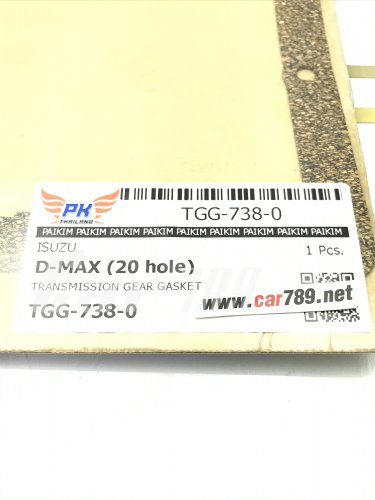 PK
THAILAND
TGG-738-0
PAIKIM PAIKIM PAIKIM PAIKIM PAIKIM PAIKIM PAIKIM PAIKIM PAIKIM PAIKIM
ISUZU
1 Pcs.
D-MAX (20 hole)
TRANSMISSION GEAR GASKET
TGG-738-0
www.car789.net